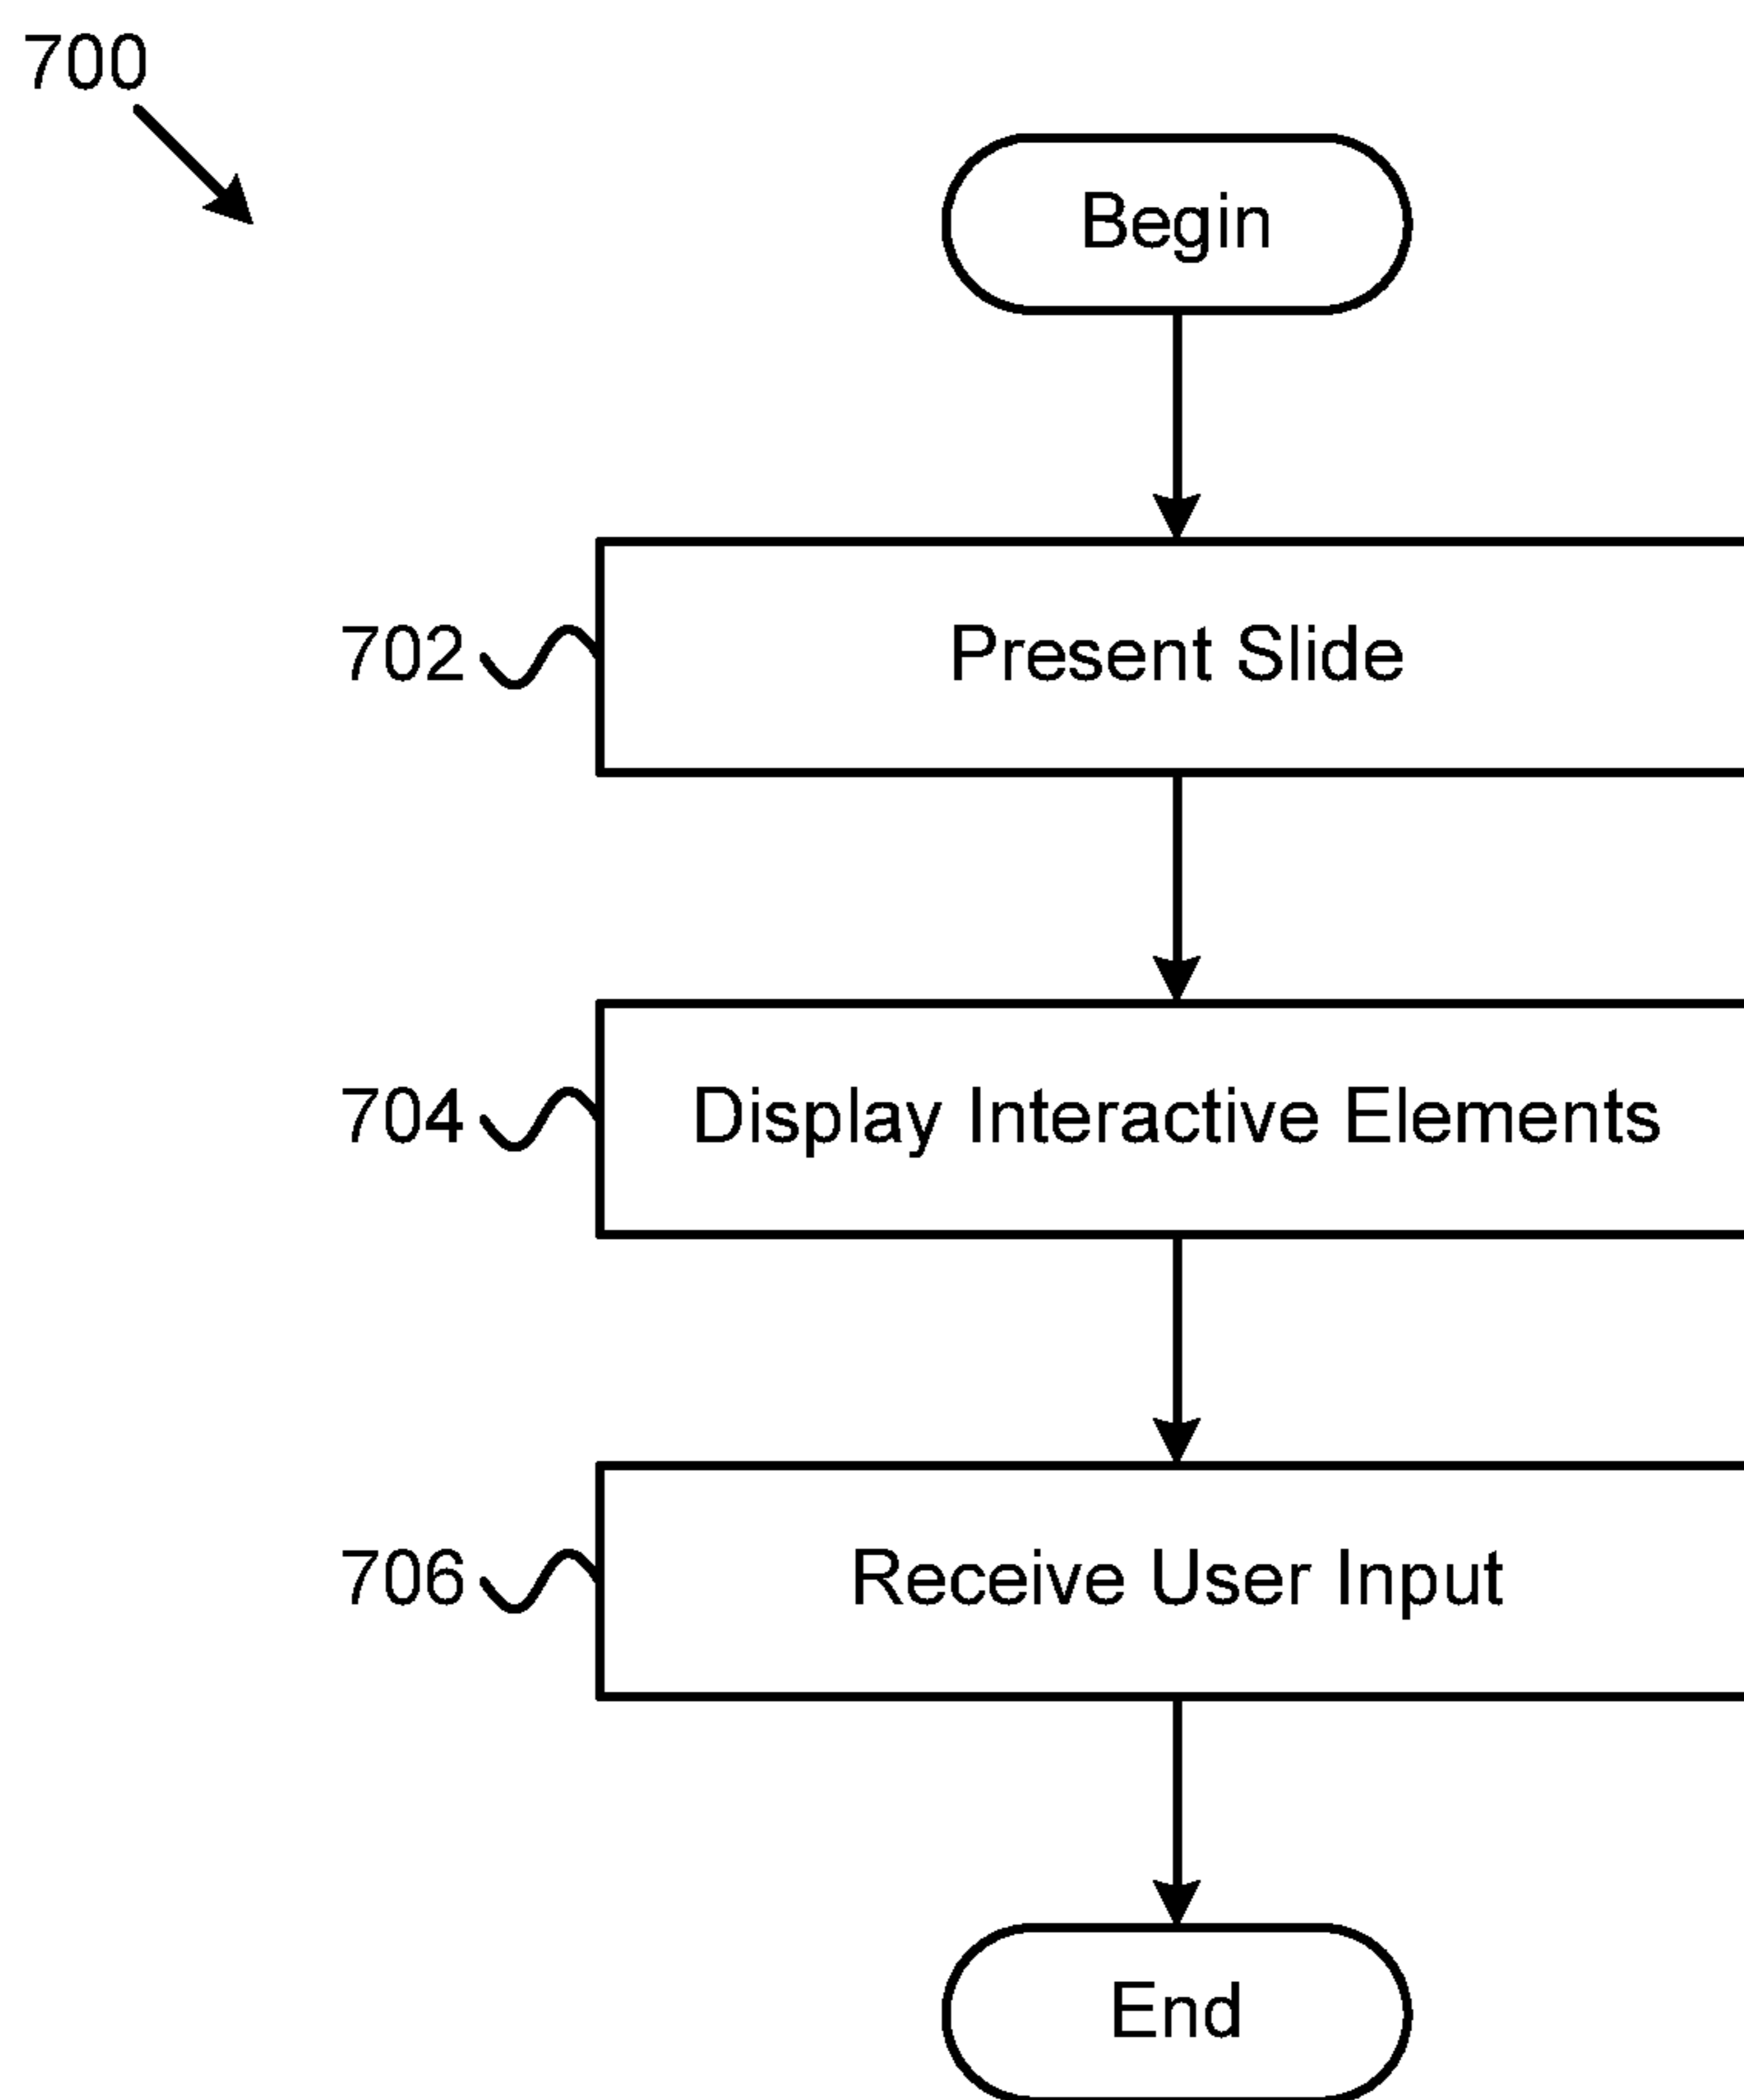 700
Begin
702 Present Slide
704 Display Interactive Elements
706 Receive User Input
End